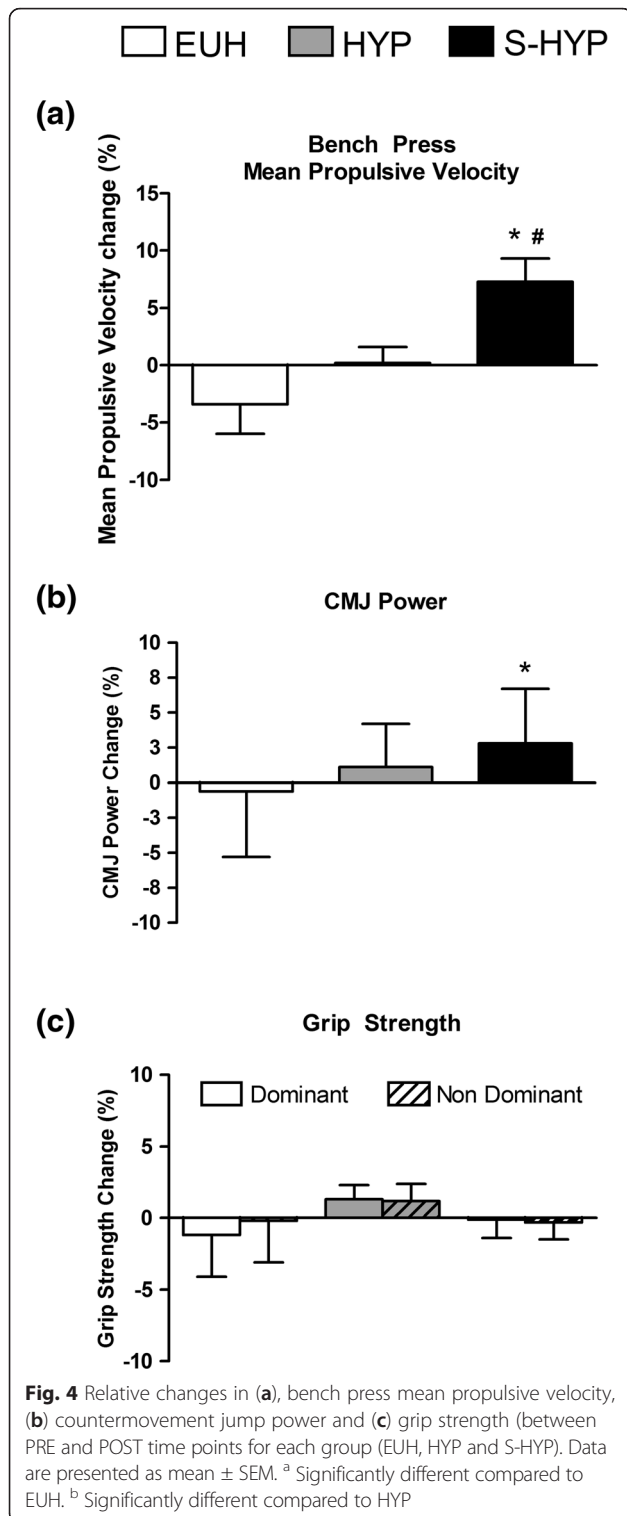 EUH HYP S-HYP
(a)
Bench Press
Mean Propulsive Velocity
Mean Propulsive Velocity change (%)
15
10
5
0
-5
-10
* #
(b)
CMJ Power
CMJ Power Change (%)
10
8
5
3
0
-3
-5
-8
-10
*
(c)
Grip Strength
Grip Strength Change (%)
10
5
0
-5
-10
Dominant Non Dominant
Fig. 4 Relative changes in (a), bench press mean propulsive velocity,
(b) countermovement jump power and (c) grip strength (between
PRE and POST time points for each group (EUH, HYP and S-HYP). Data
are presented as mean ± SEM. a Significantly different compared to
EUH. b Significantly different compared to HYP